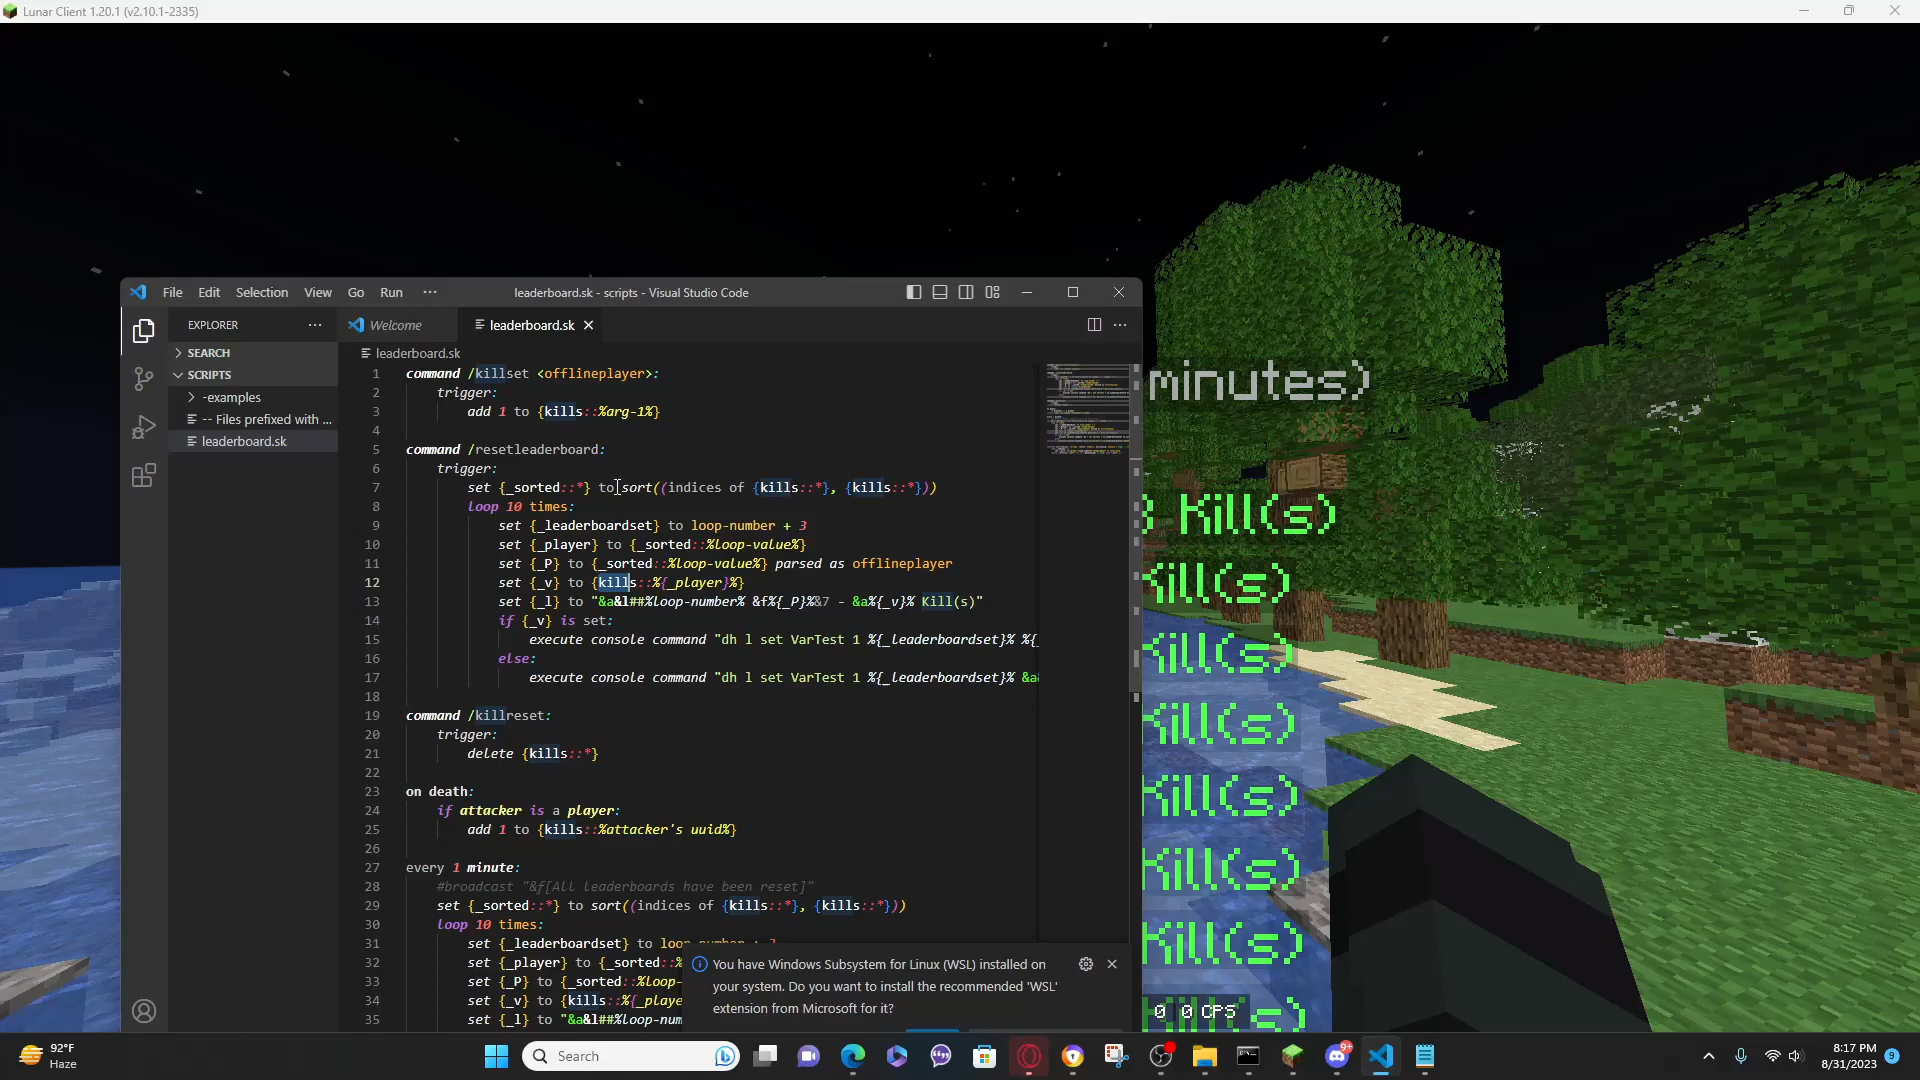 Lunar Client 1.20.1 (v2.10.1-2335)
File Edit Selection View Go Run ···
leaderboard.sk - scripts - Visual Studio Code
EXPLORER ···
Welcome
leaderboard.sk
SEARCH
leaderboard.sk
SCRIPTS
-examples
-- Files prefixed with ...
leaderboard.sk
1 command /killset <offlineplayer>:
2 trigger:
3 add 1 to {kills::%arg-1%}
4
5 command /resetleaderboard:
6 trigger:
7 set {_sorted::*} to sort((indices of {kills::*}, {kills::*}))
8 loop 10 times:
9 set {_leaderboardset} to loop-number + 3
10 set {_player} to {_sorted::%loop-value%}
11 set {_P} to {_sorted::%loop-value%} parsed as offlineplayer
12 set {_v} to {kills::%{_player}%}
13 set {_l} to "&a&l##%loop-number% &f%{_P}%&7 - &a%{_v}% Kill(s)"
14 if {_v} is set:
15 execute console command "dh l set VarTest 1 %{_leaderboardset}% %{_
16 else:
17 execute console command "dh l set VarTest 1 %{_leaderboardset}% &a
18
19 command /killreset:
20 trigger:
21 delete {kills::*}
22
23 on death:
24 if attacker is a player:
25 add 1 to {kills::%attacker's uuid%}
26
27 every 1 minute:
28 #broadcast "&f[All leaderboards have been reset]"
29 set {_sorted::*} to sort((indices of {kills::*}, {kills::*}))
30 loop 10 times:
31 set {_leaderboardset} to
32 set {_player} to {_sorted::%
33 set {_P} to {_sorted::%loop-
34 set {_v} to {kills::%{_playe
35 set {_l} to "&a&l##%loop-num
You have Windows Subsystem for Linux (WSL) installed on
your system. Do you want to install the recommended 'WSL'
extension from Microsoft for it?
minutes)
Kill(s)
Kill(s)
Kill(s)
Kill(s)
Kill(s)
Kill(s)
Kill(s)
0 0 CPS
s)
92°F
Haze
Search
9+
8:17 PM
8/31/2023
9